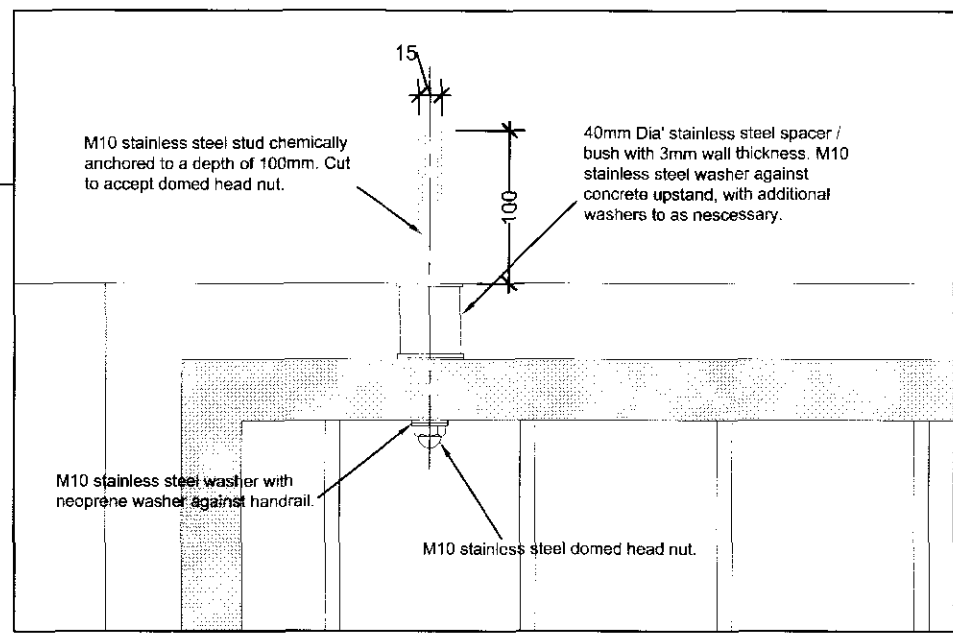 15
M10 stainless steel stud chemically
anchored to a depth of 100mm. Cut
to accept domed head nut.
40mm Dia' stainless steel spacer /
bush with 3mm wall thickness. M10
stainless steel washer against
concrete upstand, with additional
washers to as nescessary.
100
M10 stainless steel washer with
neoprene washer against handrail.
M10 stainless steel domed head nut.